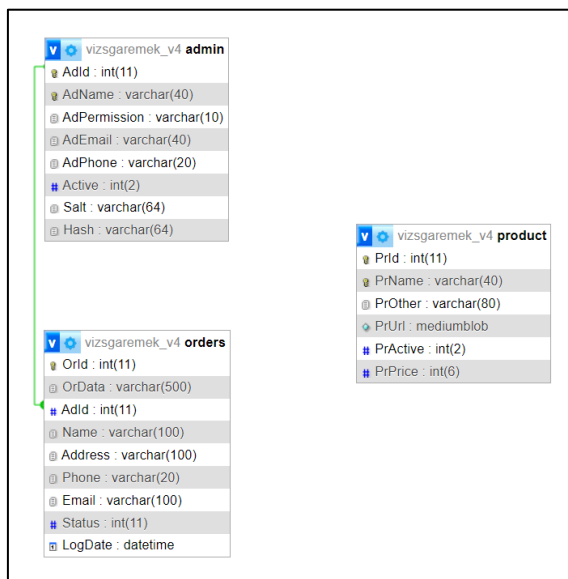 vizsgaremek_v4 admin
AdId : int(11)
AdName : varchar(40)
AdPermission : varchar(10)
AdEmail : varchar(40)
AdPhone : varchar(20)
Active : int(2)
Salt : varchar(64)
Hash : varchar(64)
vizsgaremek_v4 product
PrId : int(11)
PrName : varchar(40)
PrOther : varchar(80)
PrUrl : mediumblob
PrActive : int(2)
PrPrice : int(6)
vizsgaremek_v4 orders
OrId : int(11)
OrData : varchar(500)
AdId : int(11)
Name : varchar(100)
Address : varchar(100)
Phone : varchar(20)
Email : varchar(100)
Status : int(11)
LogDate : datetime